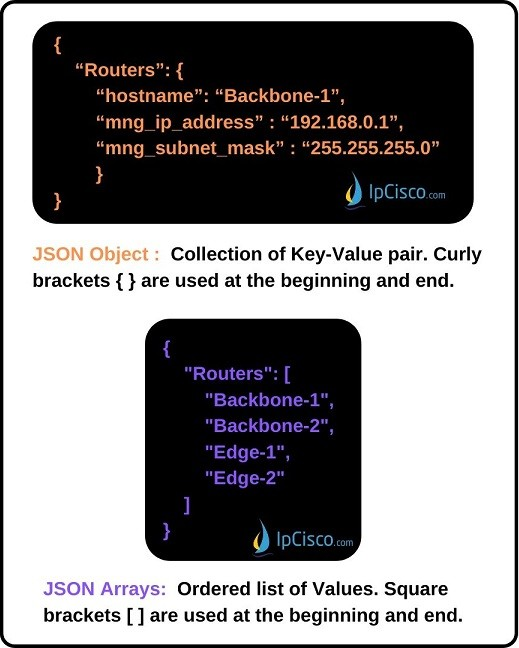 {
“Routers”: {
“hostname”: “Backbone-1”,
“mng_ip_address” : “192.168.0.1”,
“mng_subnet_mask” : “255.255.255.0”
}
}
IpCisco.com
JSON Object : Collection of Key-Value pair. Curly
brackets { } are used at the beginning and end.
{
"Routers": [
"Backbone-1",
"Backbone-2",
"Edge-1",
"Edge-2"
]
}
IpCisco.com
JSON Arrays: Ordered list of Values. Square
brackets [ ] are used at the beginning and end.